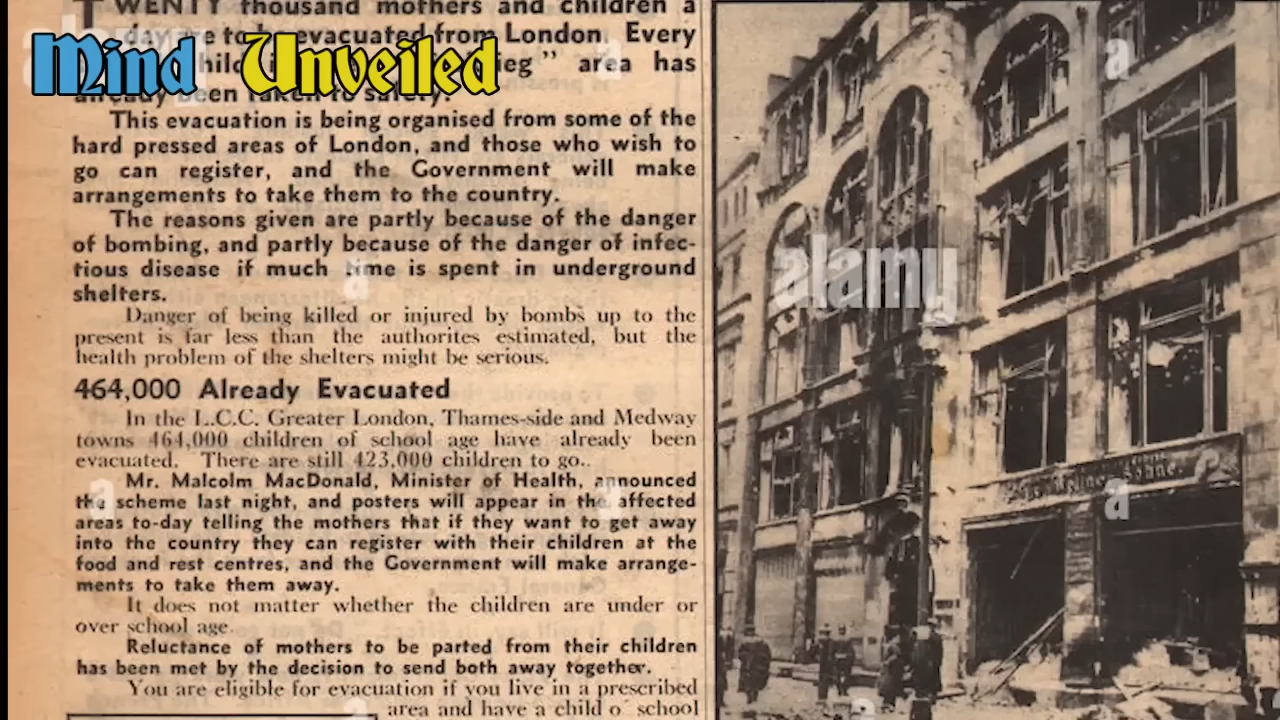 Mind Unveiled
TWENTY thousand mothers and children a
day are to evacuated from London. Every
area has
already been taken to safety.
This evacuation is being organised from some of the
hard pressed areas of London, and those who wish to
go can register, and the Government will make
arrangements to take them to the country.
The reasons given are partly because of the danger
of bombing, and partly because of the danger of infec-
tious disease if much time is spent in underground
shelters.
Danger of being killed or injured by bombs up to the
present is far less than the authorites estimated, but the
health problem of the shelters might be serious.
464,000 Already Evacuated
In the L.C.C. Greater London, Thames-side and Medway
towns 464,000 children of school age have already been
evacuated. There are still 423,000 children to go..
Mr. Malcolm MacDonald, Minister of Health, announced
the scheme last night, and posters will appear in the affected
areas to-day telling the mothers that if they want to get away
into the country they can register with their children at the
food and rest centres, and the Government will make arrange-
ments to take them away.
It does not matter whether the children are under or
over school age.
Reluctance of mothers to be parted from their children
has been met by the decision to send both away together.
You are eligible for evacuation if you live in a prescribed
area and have a child o' school
alamy
a
a
a
a
a